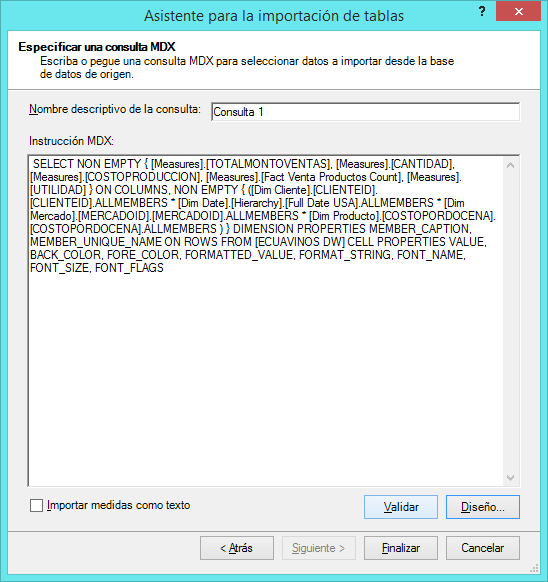 Asistente para la importación de tablas
?
Especificar una consulta MDX
Escriba o pegue una consulta MDX para seleccionar datos a importar desde la base
de datos de origen.
Nombre descriptivo de la consulta:
Consulta 1
Instrucción MDX:
SELECT NON EMPTY { [Measures].[TOTALMONTOVENTAS], [Measures].[CANTIDAD],
[Measures].[COSTOPRODUCCION], [Measures].[Fact Venta Productos Count], [Measures].
[UTILIDAD] } ON COLUMNS, NON EMPTY { ([Dim Cliente].[CLIENTEID].
[CLIENTEID].ALLMEMBERS * [Dim Date].[Hierarchy].[Full Date USA].ALLMEMBERS * [Dim
Mercado].[MERCADOID].[MERCADOID].ALLMEMBERS * [Dim Producto].[COSTOPORDOCENA].
[COSTOPORDOCENA].ALLMEMBERS ) } DIMENSION PROPERTIES MEMBER_CAPTION,
MEMBER_UNIQUE_NAME ON ROWS FROM [ECUAVINOS DW] CELL PROPERTIES VALUE,
BACK_COLOR, FORE_COLOR, FORMATTED_VALUE, FORMAT_STRING, FONT_NAME,
FONT_SIZE, FONT_FLAGS
Importar medidas como texto
Validar
Diseño...
< Atrás
Siguiente >
Finalizar
Cancelar